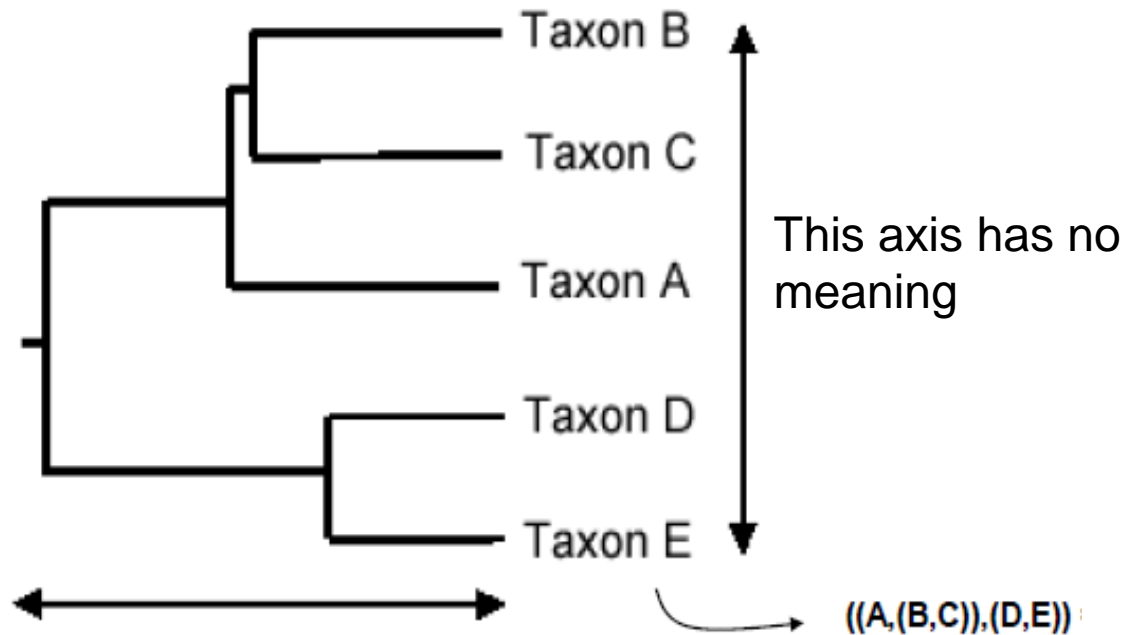 Taxon B
Taxon C
This axis has no
meaning
Taxon A
Taxon D
Taxon E
((A,(B,C)),(D,E))